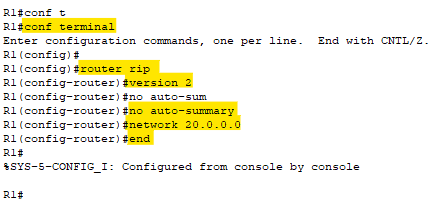 R1#conf t
R1#conf terminal
Enter configuration commands, one per line.  End with CNTL/Z.
R1(config)#
R1(config)#router rip
R1(config-router)#version 2
R1(config-router)#no auto-sum
R1(config-router)#no auto-summary
R1(config-router)#network 20.0.0.0
R1(config-router)#end
R1#
%SYS-5-CONFIG_I: Configured from console by console
R1#